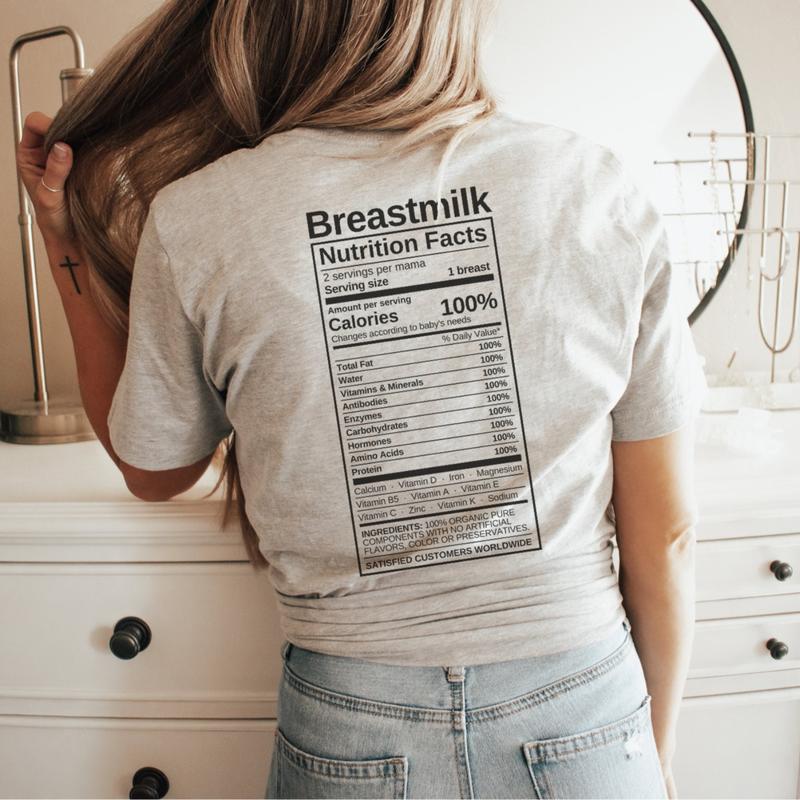 Breastmilk
Nutrition Facts
2 servings per mama
Serving size 1 breast
Amount per serving
Calories 100%
Changes according to baby's needs
% Daily Value*
Total Fat 100%
Water 100%
Vitamins & Minerals 100%
Antibodies 100%
Enzymes 100%
Carbohydrates 100%
Hormones 100%
Amino Acids 100%
Protein 100%
Calcium · Vitamin D · Iron · Magnesium
Vitamin B5 · Vitamin A · Vitamin E
Vitamin C · Zinc · Vitamin K · Sodium
INGREDIENTS: 100% ORGANIC PURE
COMPONENTS WITH NO ARTIFICIAL
FLAVORS, COLOR OR PRESERVATIVES.
SATISFIED CUSTOMERS WORLDWIDE